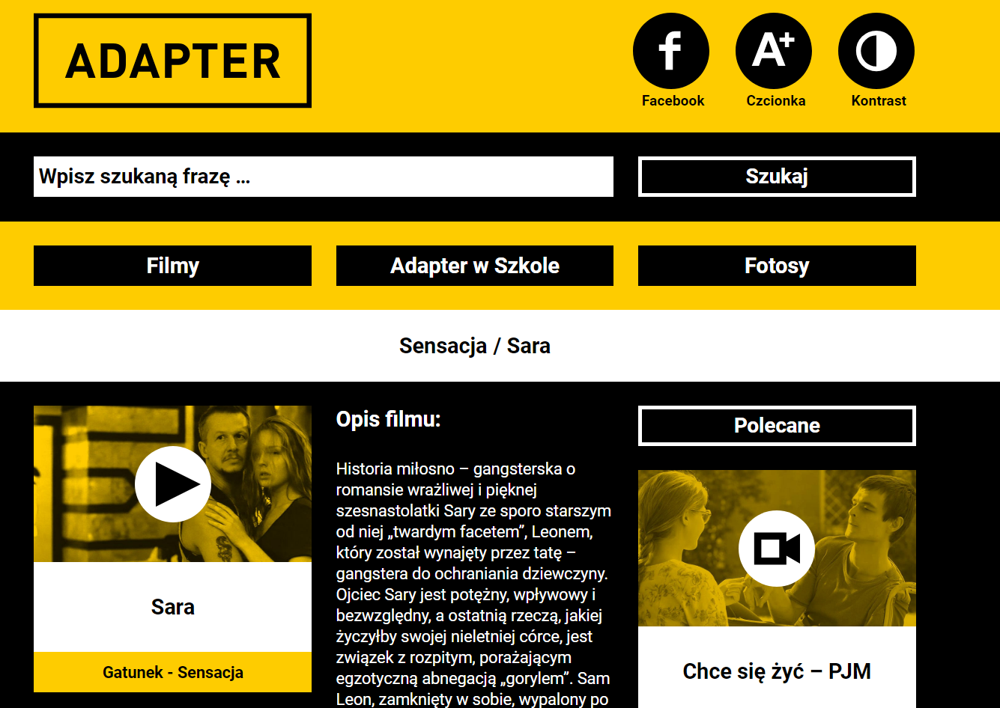 ADAPTER
A+
Facebook
Czcionka
Kontrast
Wpisz szukaną frazę ...
Szukaj
Filmy
Adapter w Szkole
Fotosy
Sensacja / Sara
Sara
Gatunek - Sensacja
Opis filmu:
Historia miłosno – gangsterska o
romansie wrażliwej i pięknej
szesnastolatki Sary ze sporo starszym
od niej „twardym facetem”, Leonem,
który został wynajęty przez tatę –
gangstera do ochraniania dziewczyny.
Ojciec Sary jest potężny, wpływowy i
bezwzględny, a ostatnią rzeczą, jakiej
życzyłby swojej nieletniej córce, jest
związek z rozpitym, porażającym
egzotyczną abnegacją „gorylem”. Sam
Leon, zamknięty w sobie, wypalony po
Polecane
Chce się żyć – PJM